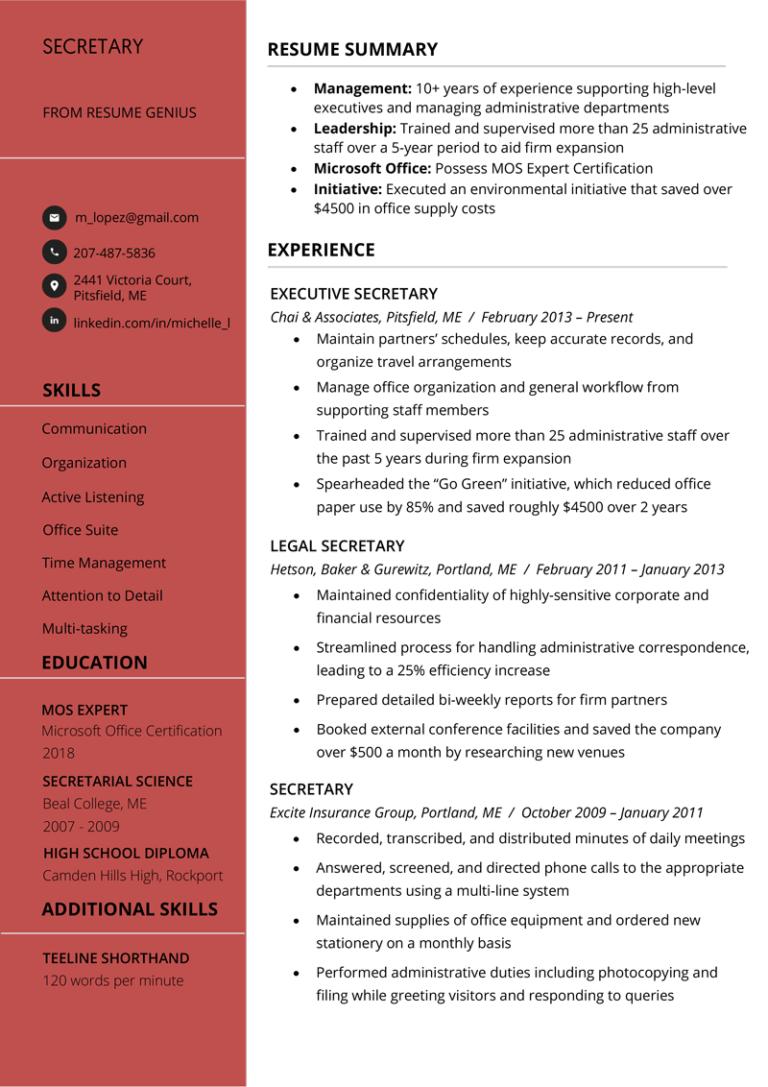 SECRETARY
FROM RESUME GENIUS
m_lopez@gmail.com
207-487-5836
2441 Victoria Court,
Pitsfield, ME
linkedin.com/in/michelle_l
SKILLS
Communication
Organization
Active Listening
Office Suite
Time Management
Attention to Detail
Multi-tasking
EDUCATION
MOS EXPERT
Microsoft Office Certification
2018
SECRETARIAL SCIENCE
Beal College, ME
2007 - 2009
HIGH SCHOOL DIPLOMA
Camden Hills High, Rockport
ADDITIONAL SKILLS
TEELINE SHORTHAND
120 words per minute
RESUME SUMMARY
• Management: 10+ years of experience supporting high-level
executives and managing administrative departments
• Leadership: Trained and supervised more than 25 administrative
staff over a 5-year period to aid firm expansion
• Microsoft Office: Possess MOS Expert Certification
• Initiative: Executed an environmental initiative that saved over
$4500 in office supply costs
EXPERIENCE
EXECUTIVE SECRETARY
Chai & Associates, Pitsfield, ME / February 2013 – Present
• Maintain partners’ schedules, keep accurate records, and
organize travel arrangements
• Manage office organization and general workflow from
supporting staff members
• Trained and supervised more than 25 administrative staff over
the past 5 years during firm expansion
• Spearheaded the “Go Green” initiative, which reduced office
paper use by 85% and saved roughly $4500 over 2 years
LEGAL SECRETARY
Hetson, Baker & Gurewitz, Portland, ME / February 2011 – January 2013
• Maintained confidentiality of highly-sensitive corporate and
financial resources
• Streamlined process for handling administrative correspondence,
leading to a 25% efficiency increase
• Prepared detailed bi-weekly reports for firm partners
• Booked external conference facilities and saved the company
over $500 a month by researching new venues
SECRETARY
Excite Insurance Group, Portland, ME / October 2009 – January 2011
• Recorded, transcribed, and distributed minutes of daily meetings
• Answered, screened, and directed phone calls to the appropriate
departments using a multi-line system
• Maintained supplies of office equipment and ordered new
stationery on a monthly basis
• Performed administrative duties including photocopying and
filing while greeting visitors and responding to queries